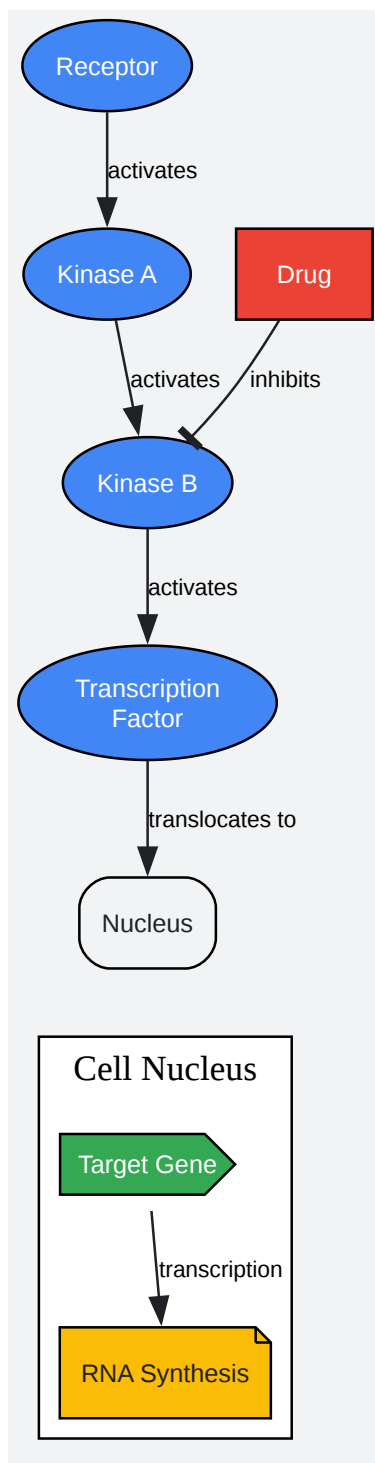 Receptor
activates
Kinase A
Drug
activates
inhibits
Kinase B
activates
Transcription
Factor
translocates to
Nucleus
Cell Nucleus
Target Gene
transcription
RNA Synthesis